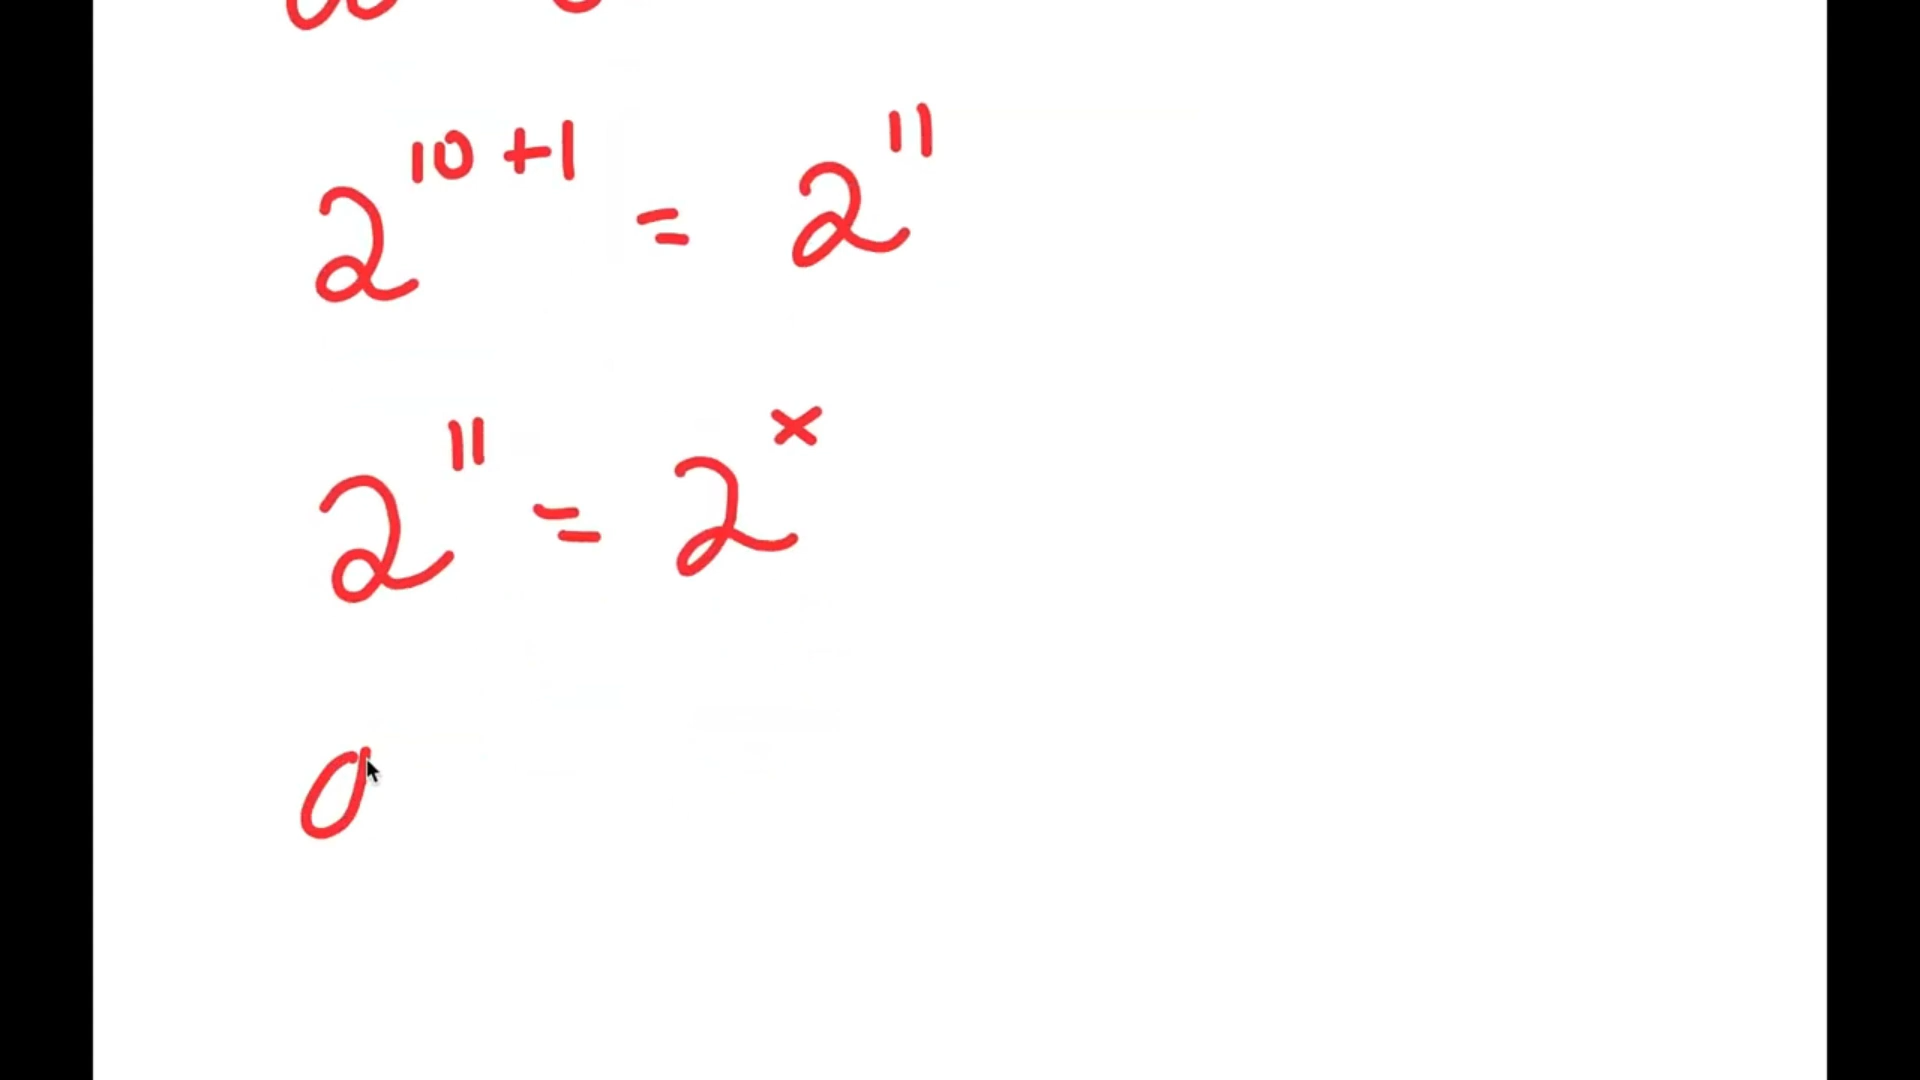 2^{10+1} = 2^{11}
2^{11} = 2^{x}